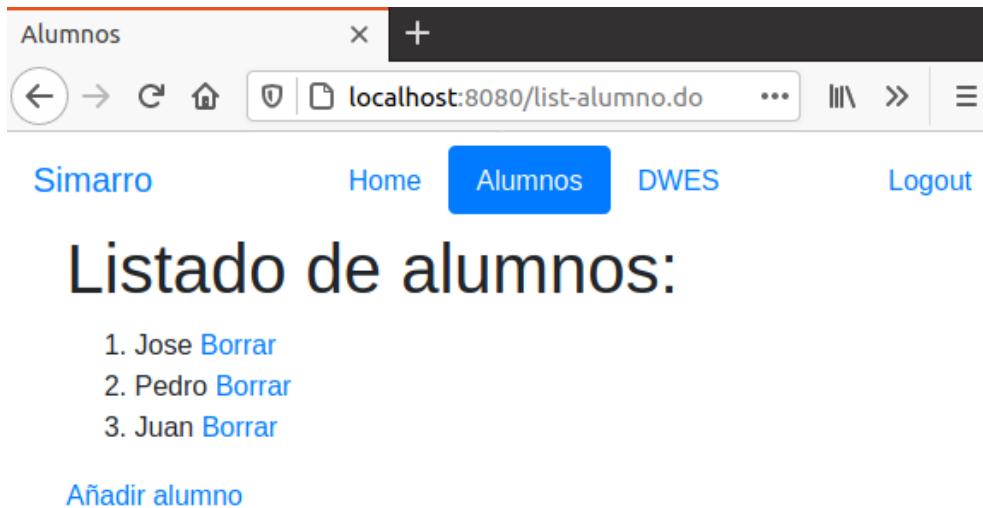 Alumnos
localhost:8080/list-alumno.do
Simarro Home Alumnos DWES Logout
Listado de alumnos:
1. Jose Borrar
2. Pedro Borrar
3. Juan Borrar
Añadir alumno